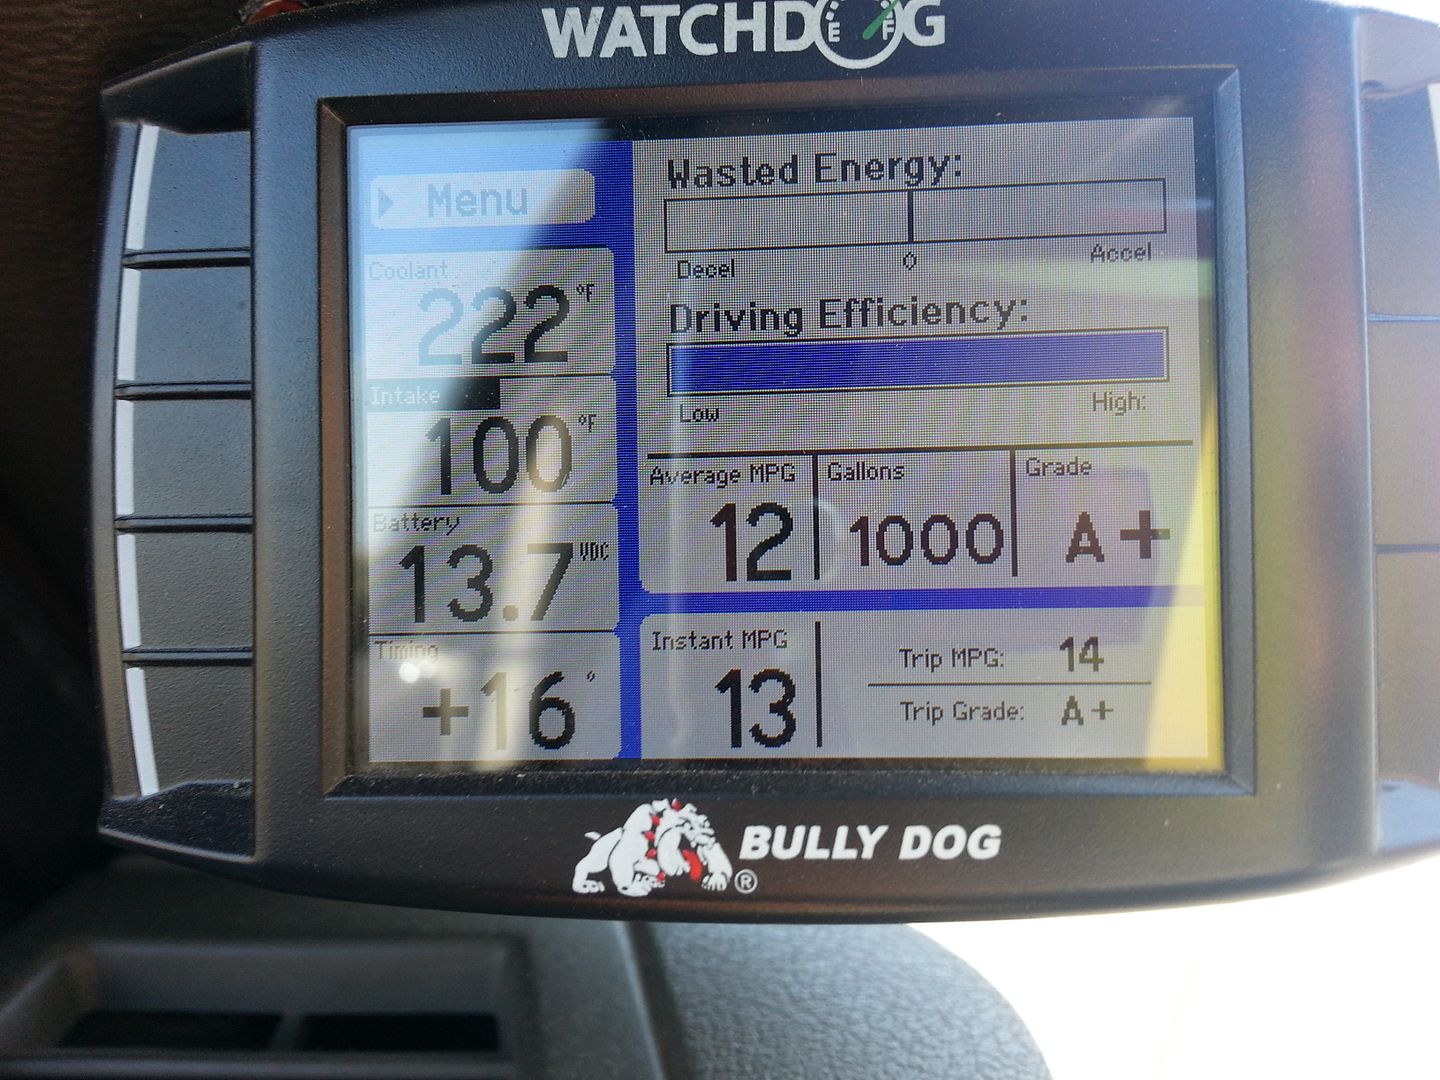 WATCHDOG
E F
Menu
Coolant
222 °F
Intake
100 °F
Battery
13.7 VDC
Timing
+16 °
Wasted Energy:
Decel 0 Accel
Driving Efficiency:
Low High:
Average MPG Gallons Grade
12 1000 A+
Instant MPG
13
Trip MPG: 14
Trip Grade: A+
BULLY DOG
®